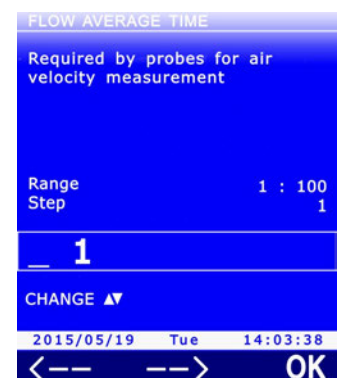 FLOW AVERAGE TIME
Required by probes for air
velocity measurement
Range 1 : 100
Step 1
_ 1
CHANGE ▲▼
2015/05/19 Tue 14:03:38
<-- --> OK